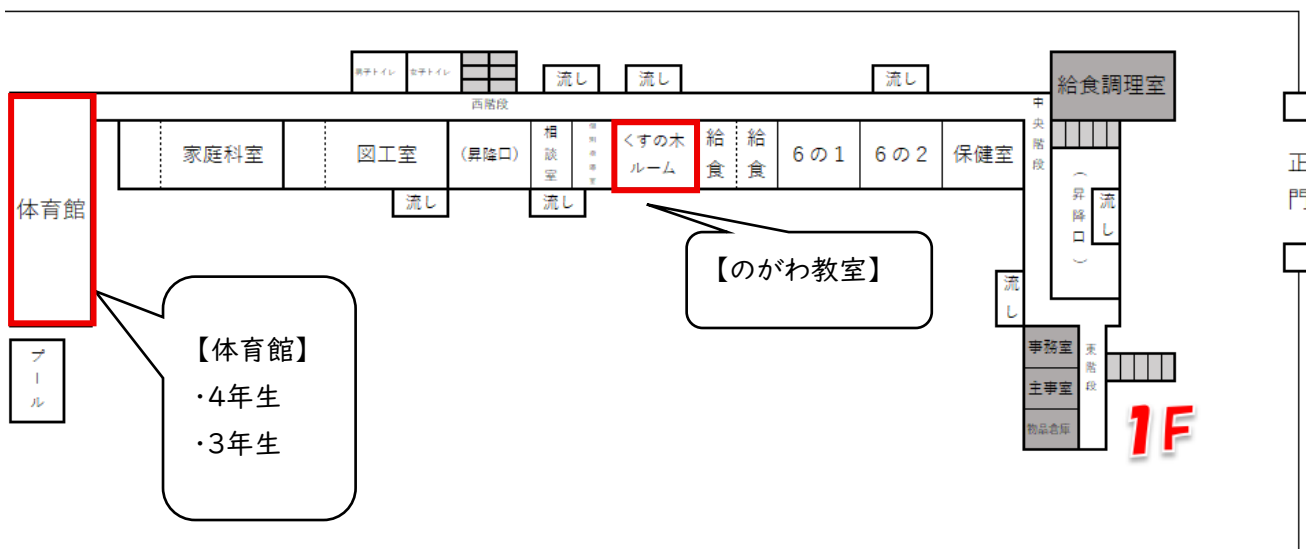 男子トイレ
女子トイレ
流し
流し
流し
給食調理室
西階段
中央階段
家庭科室
図工室
(昇降口)
相談室
くすの木
ルーム
給食
給食
6の1
6の2
保健室
正門
体育館
流し
流し
(昇降口)
流し
【のがわ教室】
流し
【体育館】
・4年生
・3年生
プール
事務室
主事室
物品倉庫
東階段
1F